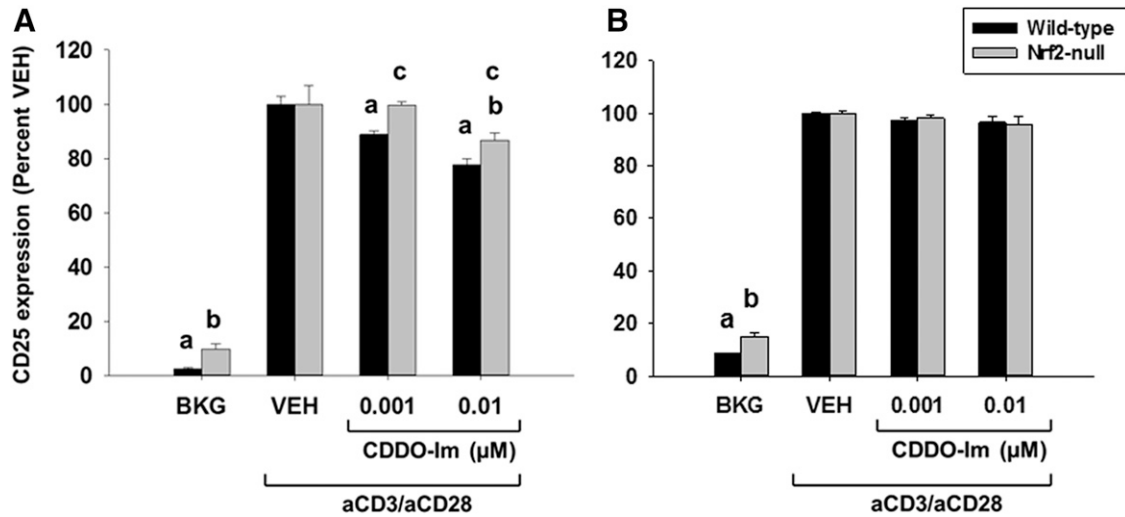 A
CD25 expression (Percent VEH)
120
100
80
60
40
20
0
a
b
a
c
a
c
b
BKG
VEH
0.001
0.01
CDDO-Im (µM)
aCD3/aCD28
B
Wild-type
Nrf2-null
120
100
80
60
40
20
0
a
b
BKG
VEH
0.001
0.01
CDDO-Im (µM)
aCD3/aCD28